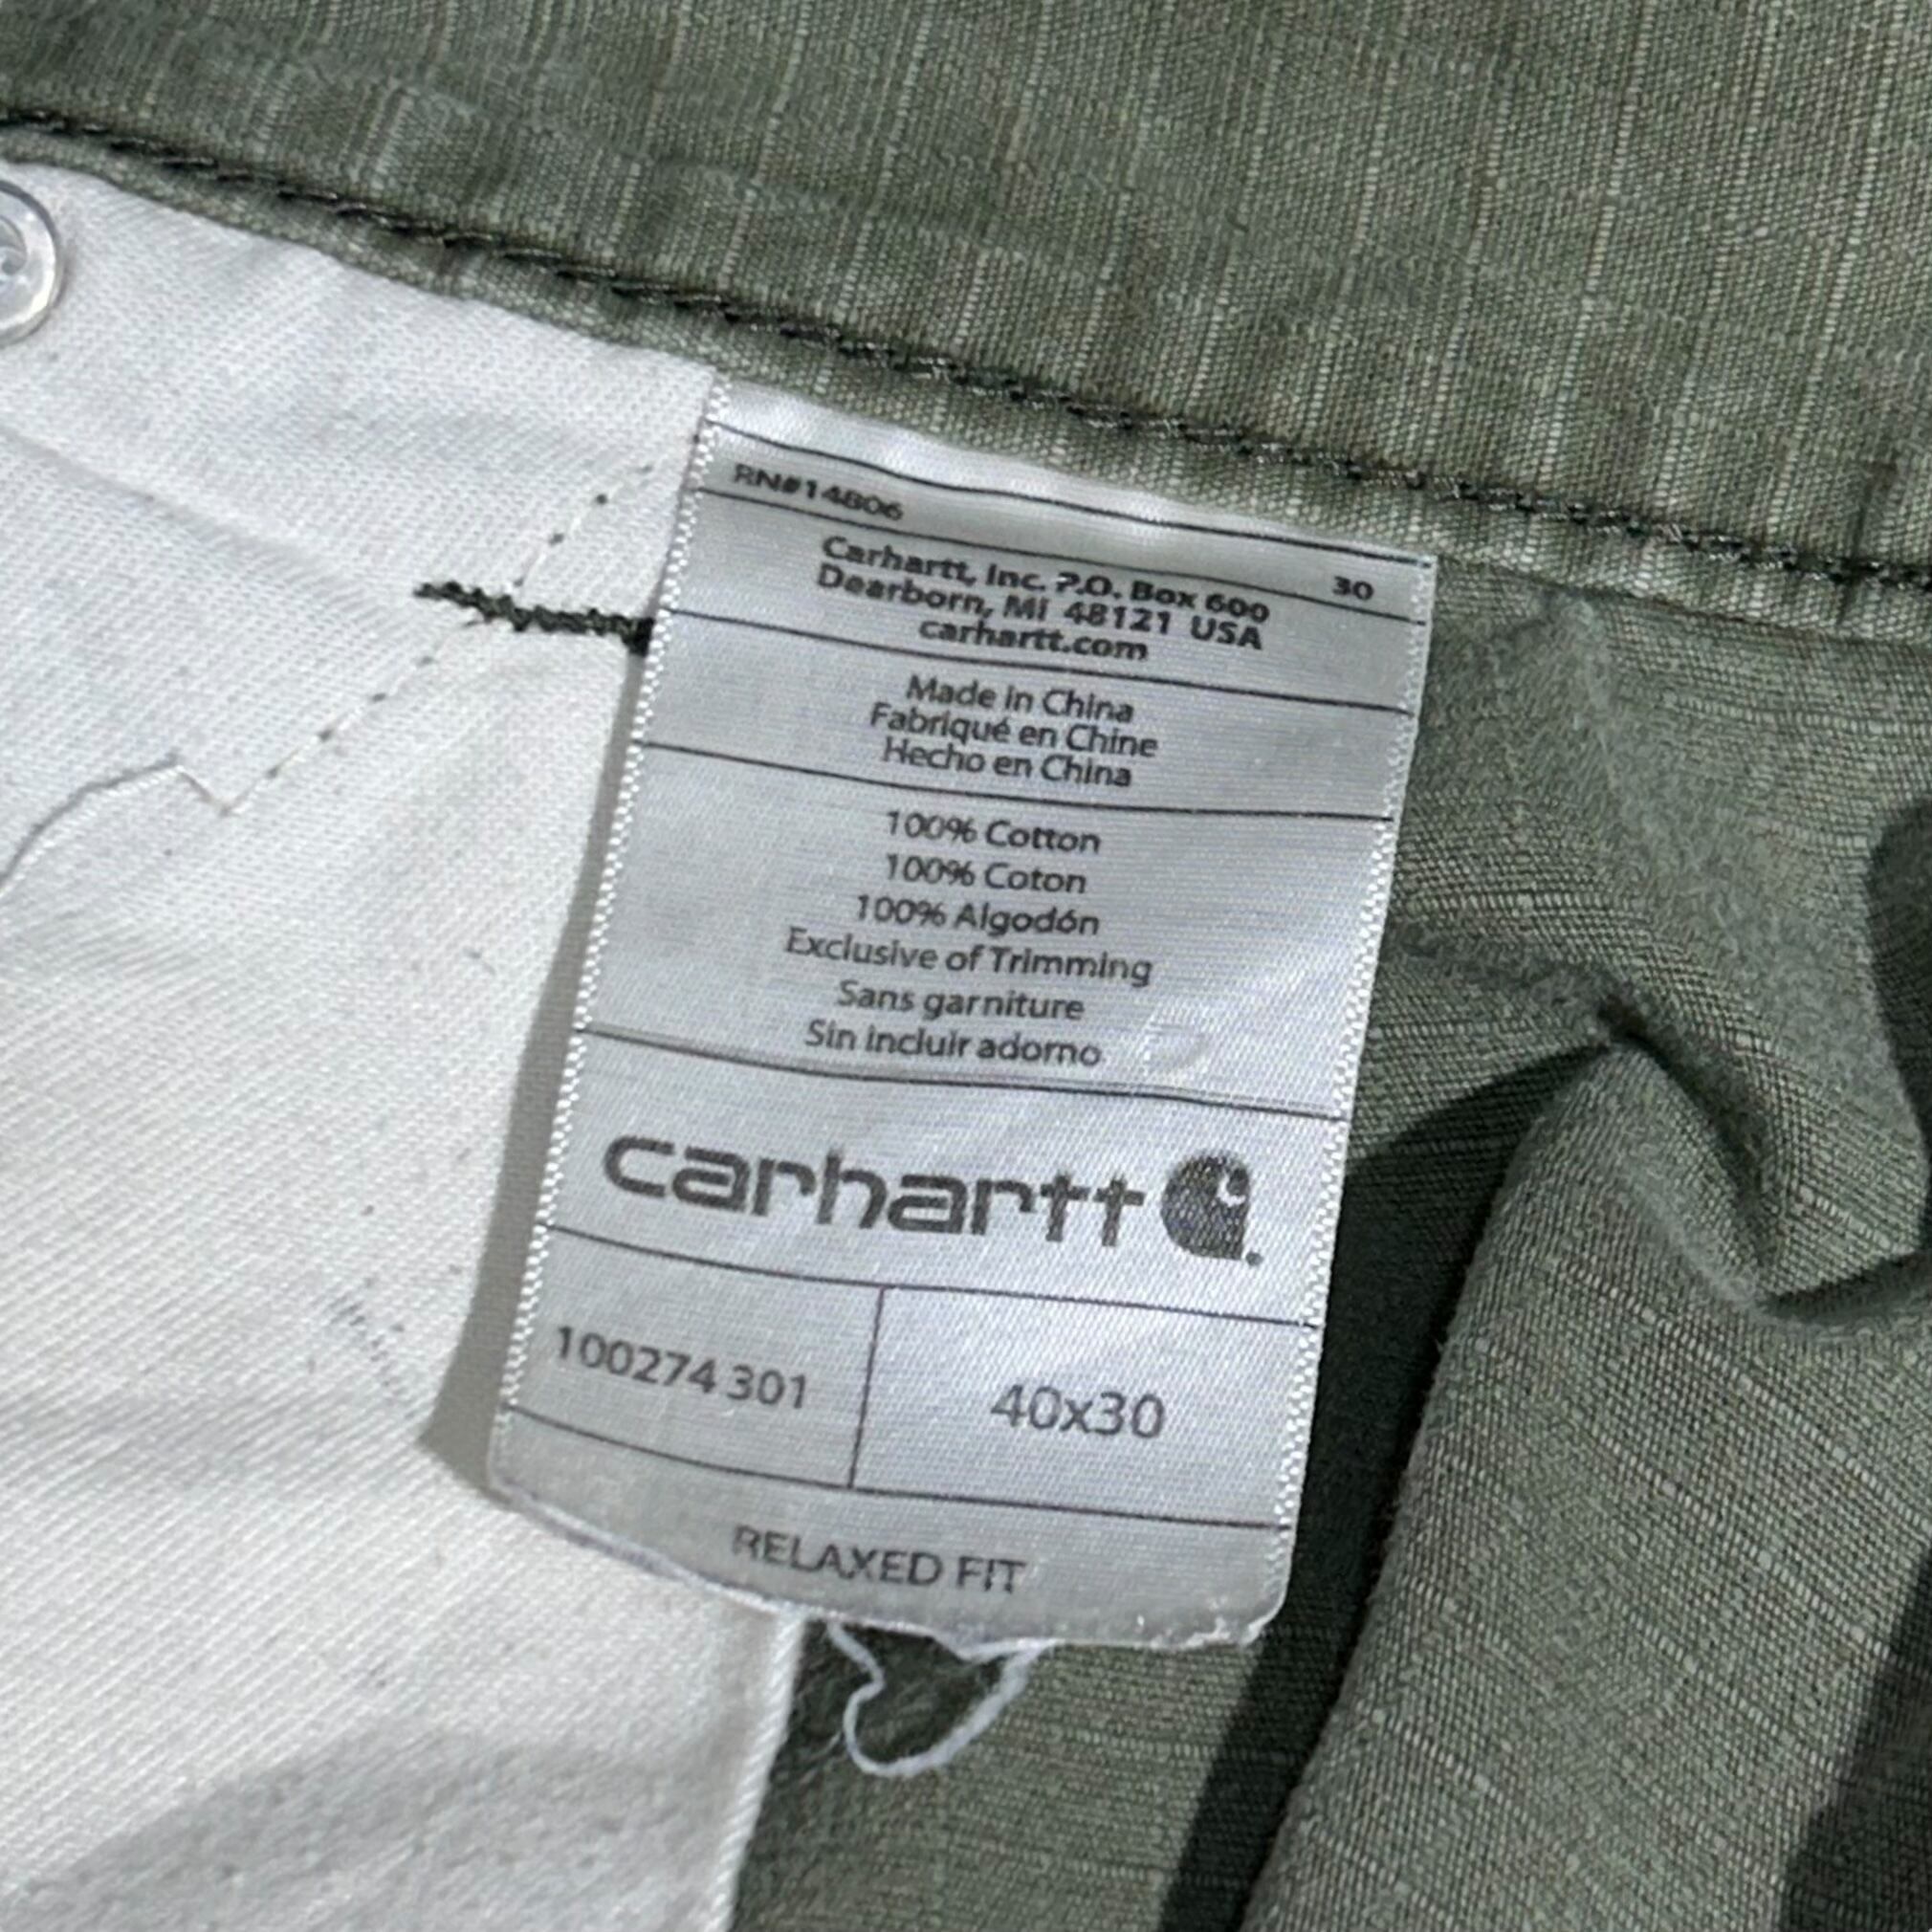 RN#14806
30
Carhartt, Inc. P.O. Box 600
Dearborn, MI 48121 USA
carhartt.com
Made in China
Fabriqué en Chine
Hecho en China
100% Cotton
100% Coton
100% Algodón
Exclusive of Trimming
Sans garniture
Sin incluir adorno
carhartt
100274 301
40x30
RELAXED FIT